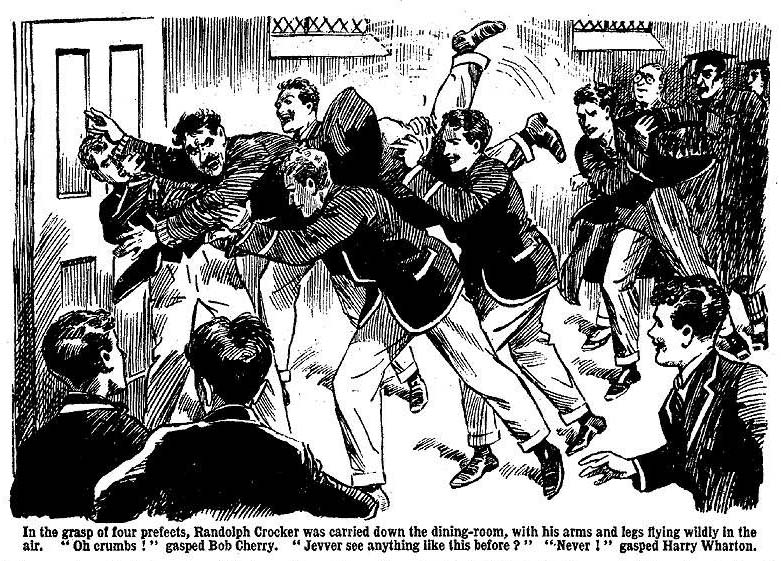 In the grasp of four prefects, Randolph Crocker was carried down the dining-room, with his arms and legs flying wildly in the
air. "Oh crumbs!" gasped Bob Cherry. "Jevver see anything like this before?" "Never!" gasped Harry Wharton.